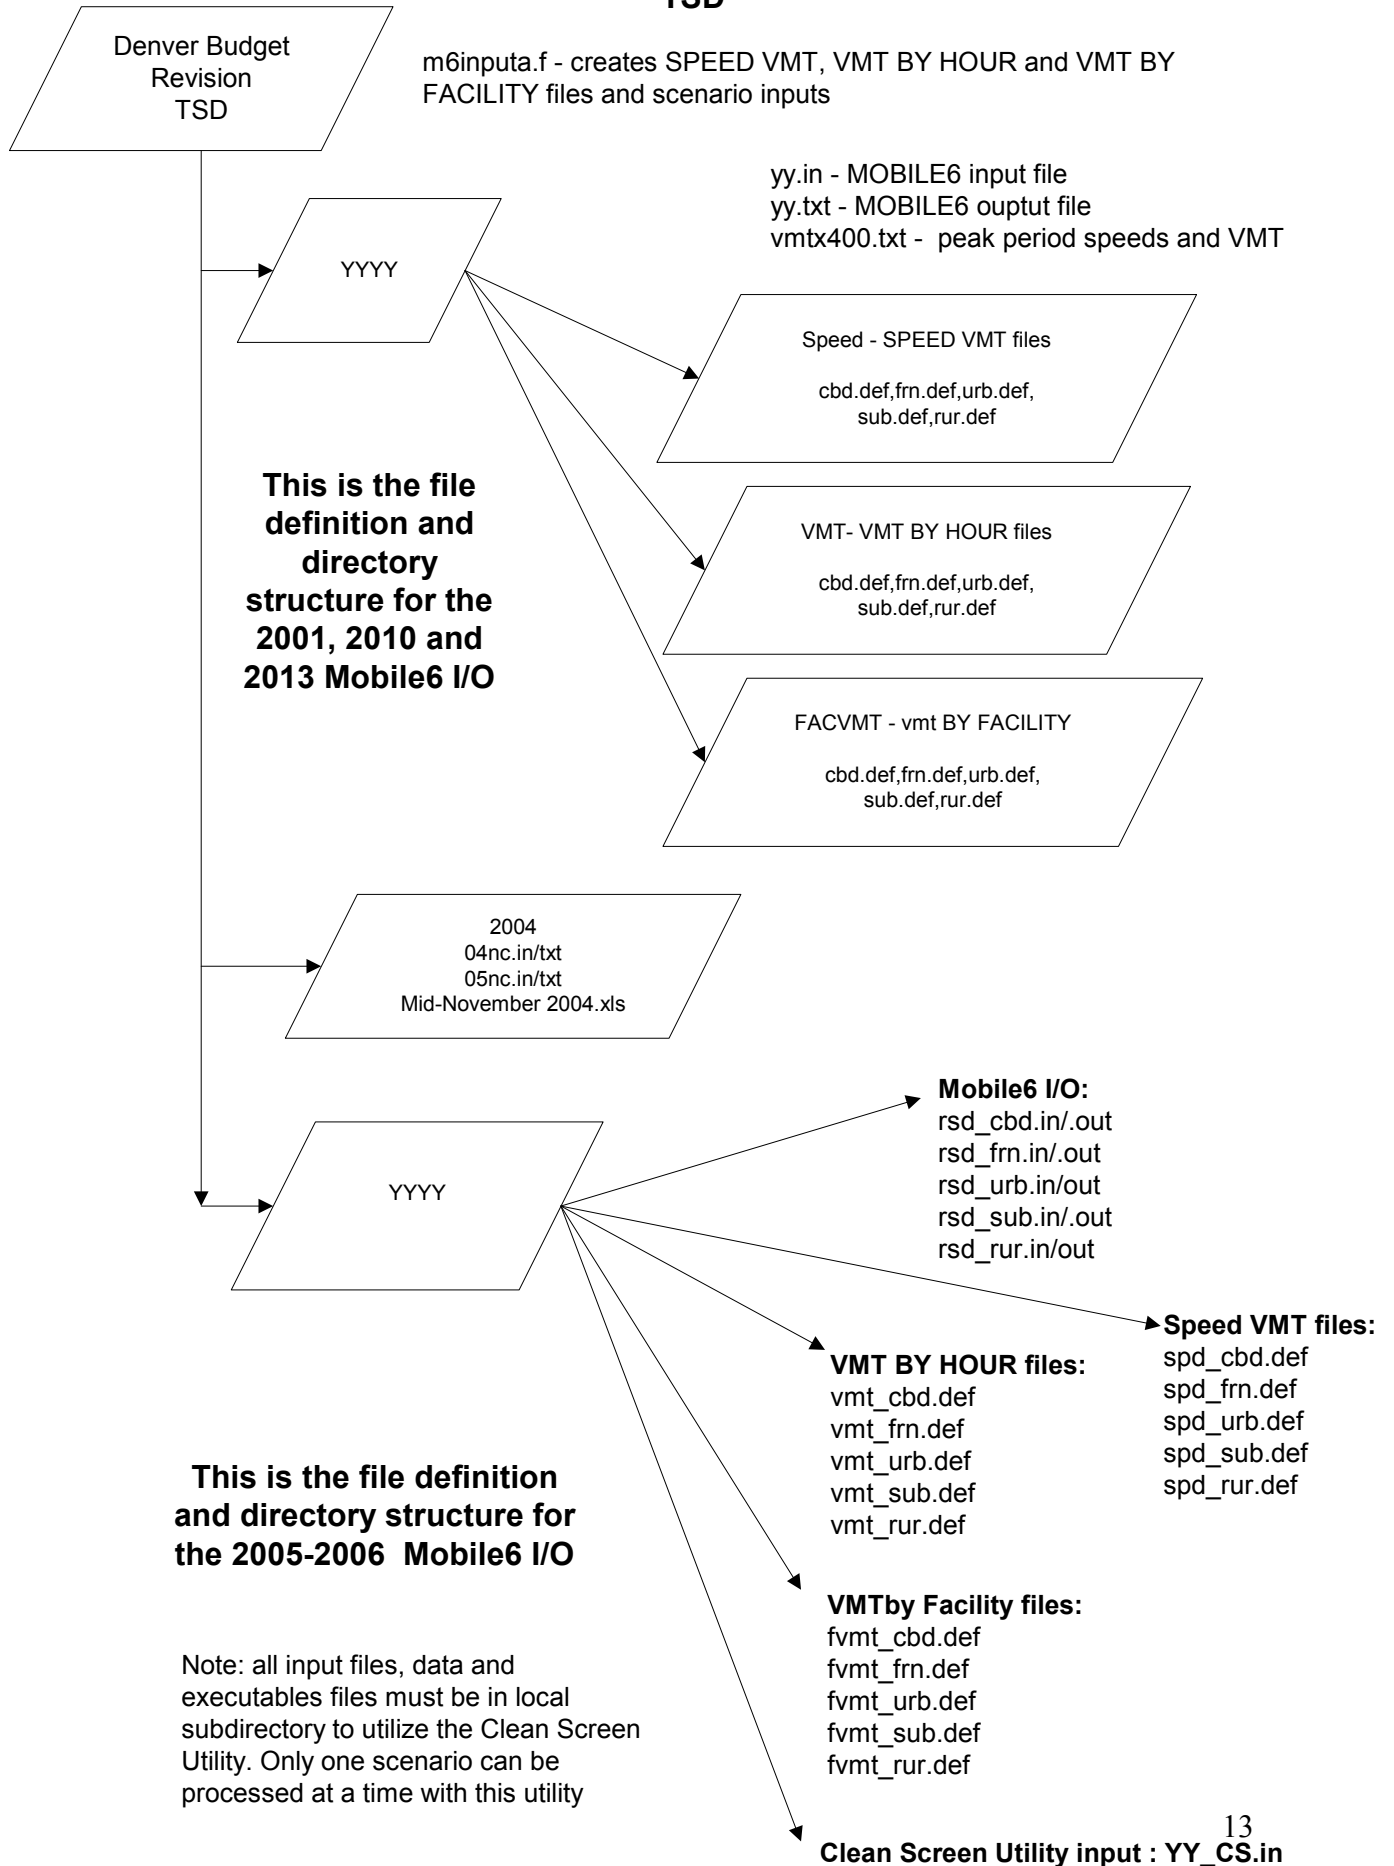 TSD
Denver Budget
Revision
TSD
m6inputa.f - creates SPEED VMT, VMT BY HOUR and VMT BY
FACILITY files and scenario inputs
yy.in - MOBILE6 input file
yy.txt - MOBILE6 ouptut file
vmtx400.txt - peak period speeds and VMT
YYYY
Speed - SPEED VMT files
cbd.def,frn.def,urb.def,
sub.def,rur.def
This is the file
definition and
directory
structure for the
2001, 2010 and
2013 Mobile6 I/O
VMT- VMT BY HOUR files
cbd.def,frn.def,urb.def,
sub.def,rur.def
FACVMT - vmt BY FACILITY
cbd.def,frn.def,urb.def,
sub.def,rur.def
2004
04nc.in/txt
05nc.in/txt
Mid-November 2004.xls
YYYY
Mobile6 I/O:
rsd_cbd.in/.out
rsd_frn.in/.out
rsd_urb.in/out
rsd_sub.in/.out
rsd_rur.in/out
Speed VMT files:
spd_cbd.def
spd_frn.def
spd_urb.def
spd_sub.def
spd_rur.def
VMT BY HOUR files:
vmt_cbd.def
vmt_frn.def
vmt_urb.def
vmt_sub.def
vmt_rur.def
This is the file definition
and directory structure for
the 2005-2006 Mobile6 I/O
VMTby Facility files:
fvmt_cbd.def
fvmt_frn.def
fvmt_urb.def
fvmt_sub.def
fvmt_rur.def
Note: all input files, data and
executables files must be in local
subdirectory to utilize the Clean Screen
Utility. Only one scenario can be
processed at a time with this utility
13
Clean Screen Utility input : YY_CS.in